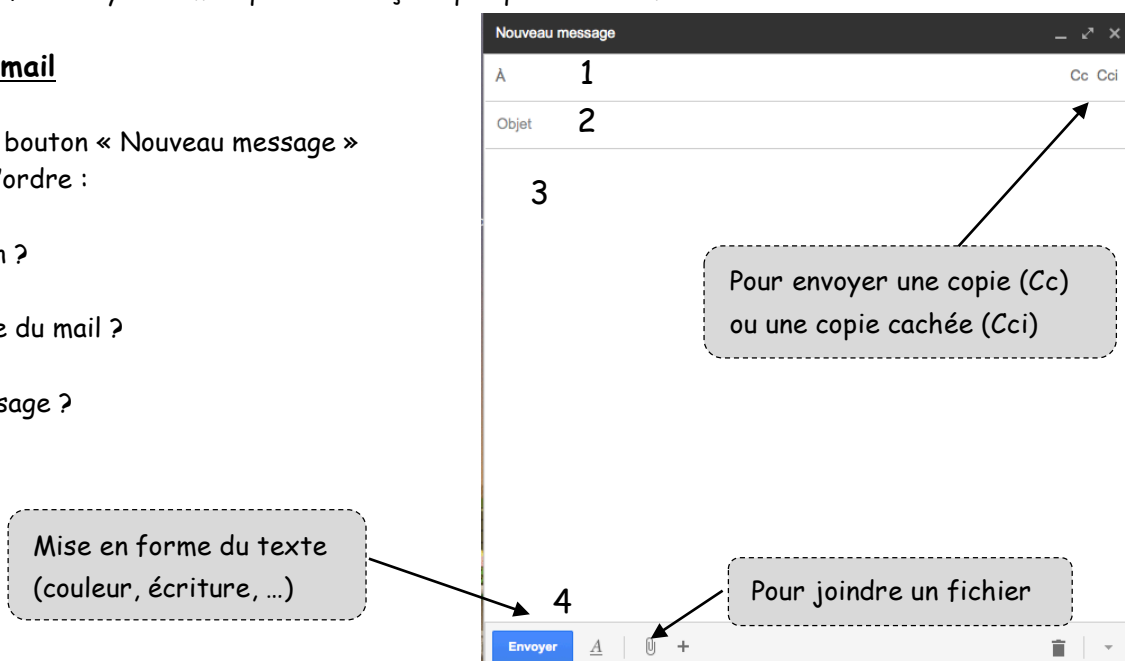 mail
bouton « Nouveau message »
'ordre :
n ?
e du mail ?
sage ?
Mise en forme du texte
(couleur, écriture, …)
Nouveau message
À 1 Cc Cci
Objet 2
3
Pour envoyer une copie (Cc)
ou une copie cachée (Cci)
Pour joindre un fichier
4
Envoyer A